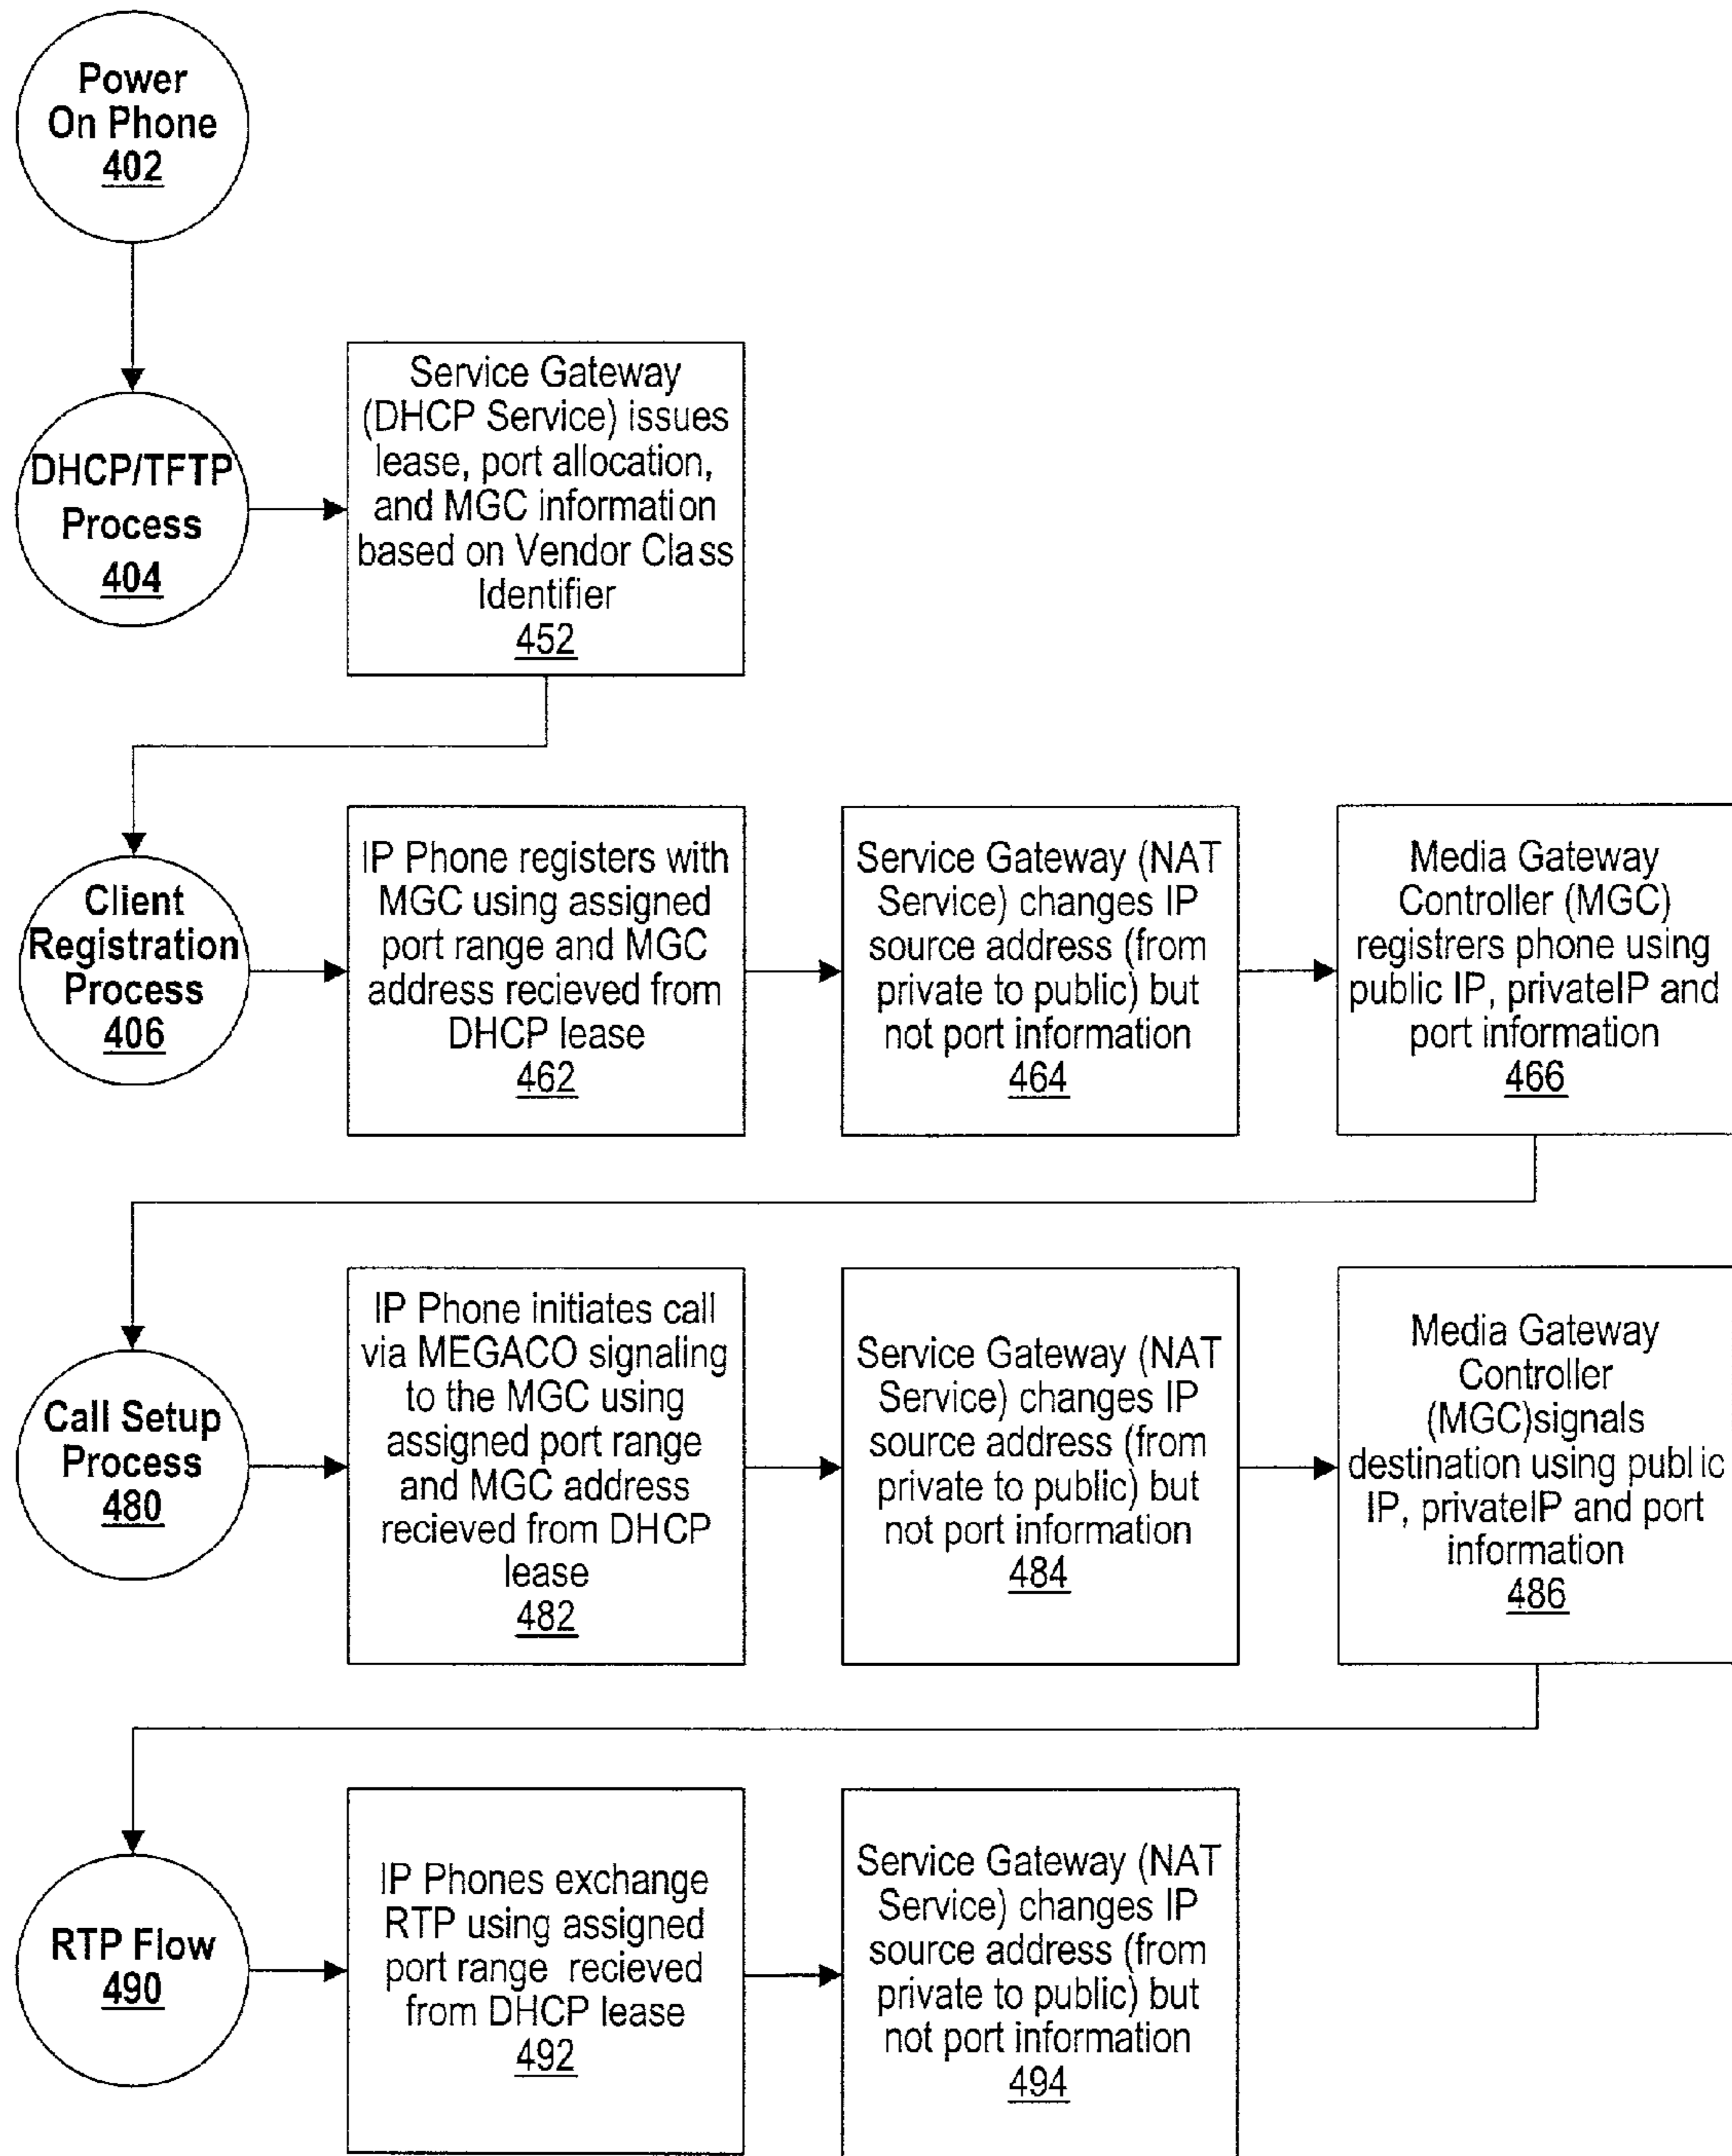 Power
On Phone
402
DHCP/TFTP
Process
404
Service Gateway
(DHCP Service) issues
lease, port allocation,
and MGC information
based on Vendor Class
Identifier
452
Client
Registration
Process
406
IP Phone registers with
MGC using assigned
port range and MGC
address recieved from
DHCP lease
462
Service Gateway (NAT
Service) changes IP
source address (from
private to public) but
not port information
464
Media Gateway
Controller (MGC)
registrers phone using
public IP, privateIP and
port information
466
Call Setup
Process
480
IP Phone initiates call
via MEGACO signaling
to the MGC using
assigned port range
and MGC address
recieved from DHCP
lease
482
Service Gateway (NAT
Service) changes IP
source address (from
private to public) but
not port information
484
Media Gateway
Controller
(MGC)signals
destination using public
IP, privateIP and port
information
486
RTP Flow
490
IP Phones exchange
RTP using assigned
port range recieved
from DHCP lease
492
Service Gateway (NAT
Service) changes IP
source address (from
private to public) but
not port information
494